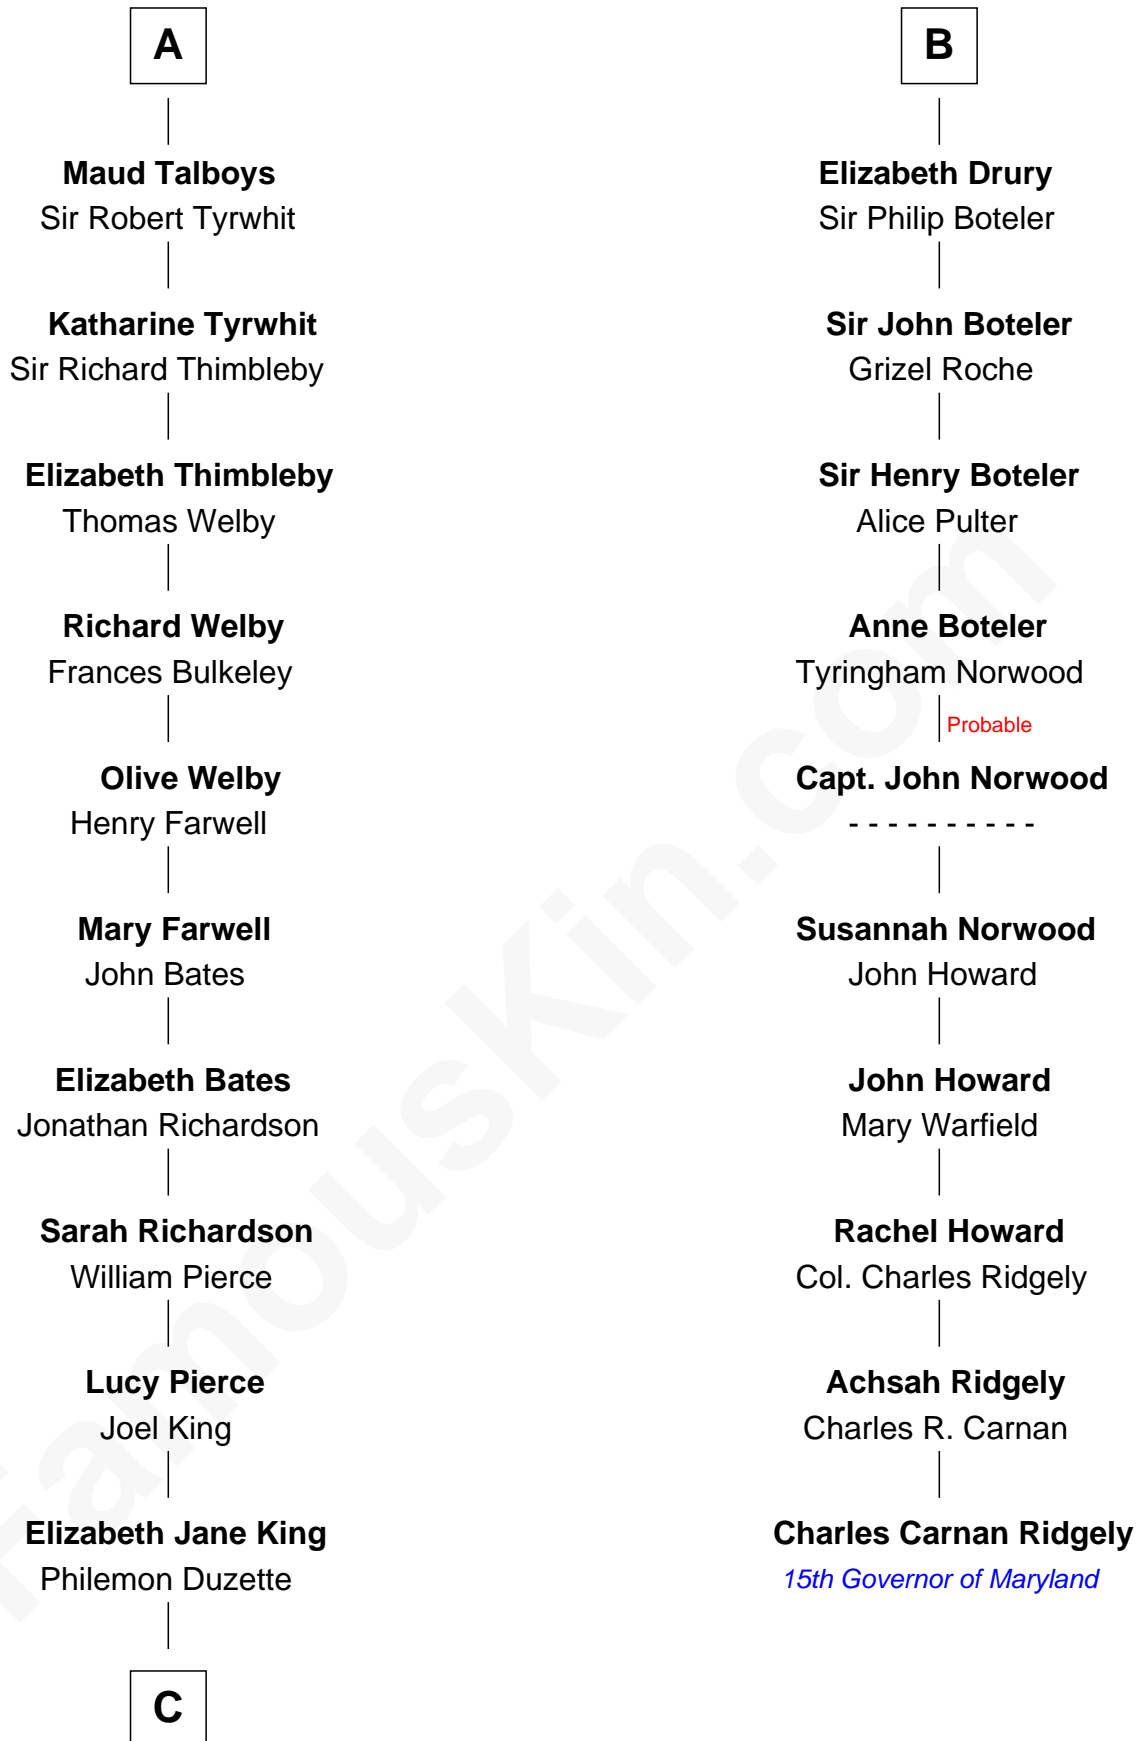 A
Maud Talboys
Sir Robert Tyrwhit
Katharine Tyrwhit
Sir Richard Thimbleby
Elizabeth Thimbleby
Thomas Welby
Richard Welby
Frances Bulkeley
Olive Welby
Henry Farwell
Mary Farwell
John Bates
Elizabeth Bates
Jonathan Richardson
Sarah Richardson
William Pierce
Lucy Pierce
Joel King
Elizabeth Jane King
Philemon Duzette
C
B
Elizabeth Drury
Sir Philip Boteler
Sir John Boteler
Grizel Roche
Sir Henry Boteler
Alice Pulter
Anne Boteler
Tyringham Norwood
Probable
Capt. John Norwood
- - - - - - - - - -
Susannah Norwood
John Howard
John Howard
Mary Warfield
Rachel Howard
Col. Charles Ridgely
Achsah Ridgely
Charles R. Carnan
Charles Carnan Ridgely
15th Governor of Maryland
FamousKin.com